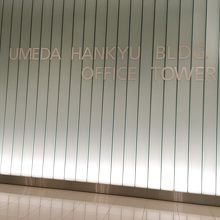 UMEDA HANKYU BLDG.
OFFICE TOWER